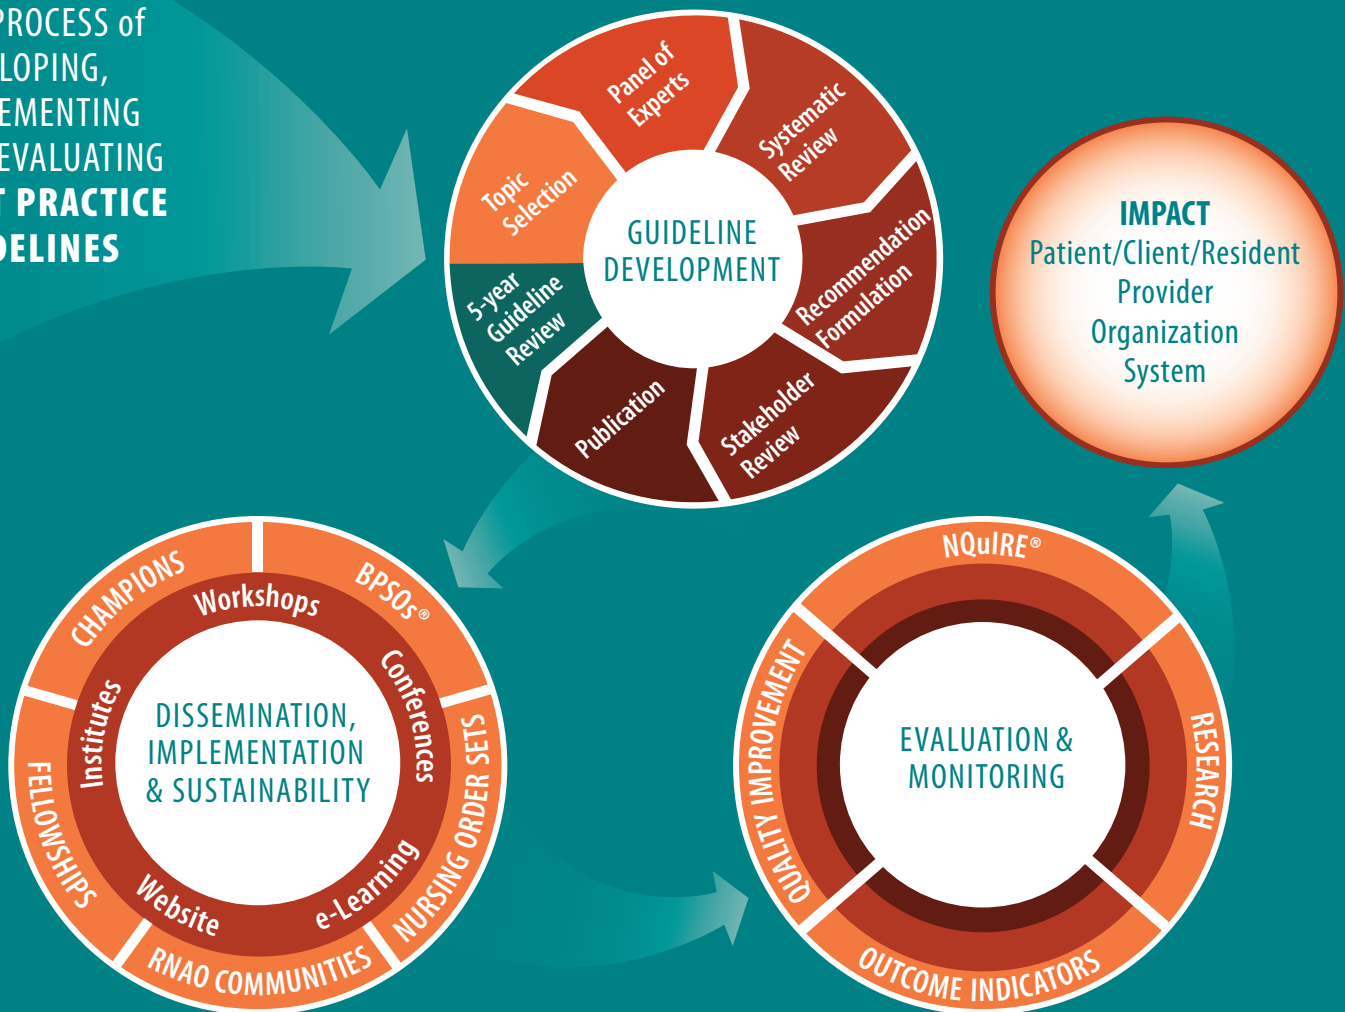 PROCESS of
LOPING,
EMENTING
EVALUATING
T PRACTICE
DELINES
Panel of
Experts
Systematic
Review
Recommendation
Formulation
Stakeholder
Review
Publication
5-year
Guideline
Review
Topic
Selection
GUIDELINE
DEVELOPMENT
IMPACT
Patient/Client/Resident
Provider
Organization
System
CHAMPIONS
BPSOs®
NURSING ORDER SETS
RNAO COMMUNITIES
FELLOWSHIPS
Workshops
Conferences
e-Learning
Website
Institutes
DISSEMINATION,
IMPLEMENTATION
& SUSTAINABILITY
NQuIRE®
RESEARCH
OUTCOME INDICATORS
QUALITY IMPROVEMENT
EVALUATION &
MONITORING